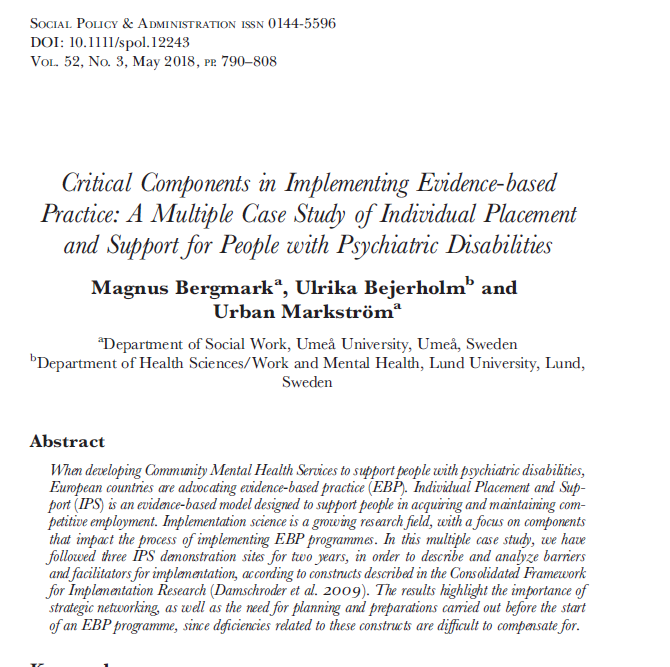 SOCIAL POLICY & ADMINISTRATION ISSN 0144-5596
DOI: 10.1111/spol.12243
VOL. 52, NO. 3, May 2018, PP. 790–808
Critical Components in Implementing Evidence-based
Practice: A Multiple Case Study of Individual Placement
and Support for People with Psychiatric Disabilities
Magnus Bergmarkᵃ, Ulrika Bejerholmᵇ and
Urban Markströmᵃ
ᵃDepartment of Social Work, Umeå University, Umeå, Sweden
ᵇDepartment of Health Sciences/Work and Mental Health, Lund University, Lund,
Sweden
Abstract
When developing Community Mental Health Services to support people with psychiatric disabilities,
European countries are advocating evidence-based practice (EBP). Individual Placement and Sup-
port (IPS) is an evidence-based model designed to support people in acquiring and maintaining com-
petitive employment. Implementation science is a growing research field, with a focus on components
that impact the process of implementing EBP programmes. In this multiple case study, we have
followed three IPS demonstration sites for two years, in order to describe and analyze barriers
and facilitators for implementation, according to constructs described in the Consolidated Framework
for Implementation Research (Damschroder et al. 2009). The results highlight the importance of
strategic networking, as well as the need for planning and preparations carried out before the start
of an EBP programme, since deficiencies related to these constructs are difficult to compensate for.